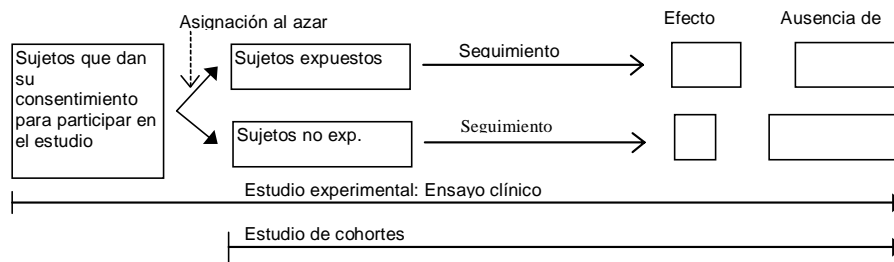 Asignación al azar
Efecto
Ausencia de
Sujetos que dan
su
consentimiento
para participar en
el estudio
Sujetos expuestos
Seguimiento
Sujetos no exp.
Seguimiento
Estudio experimental: Ensayo clínico
Estudio de cohortes